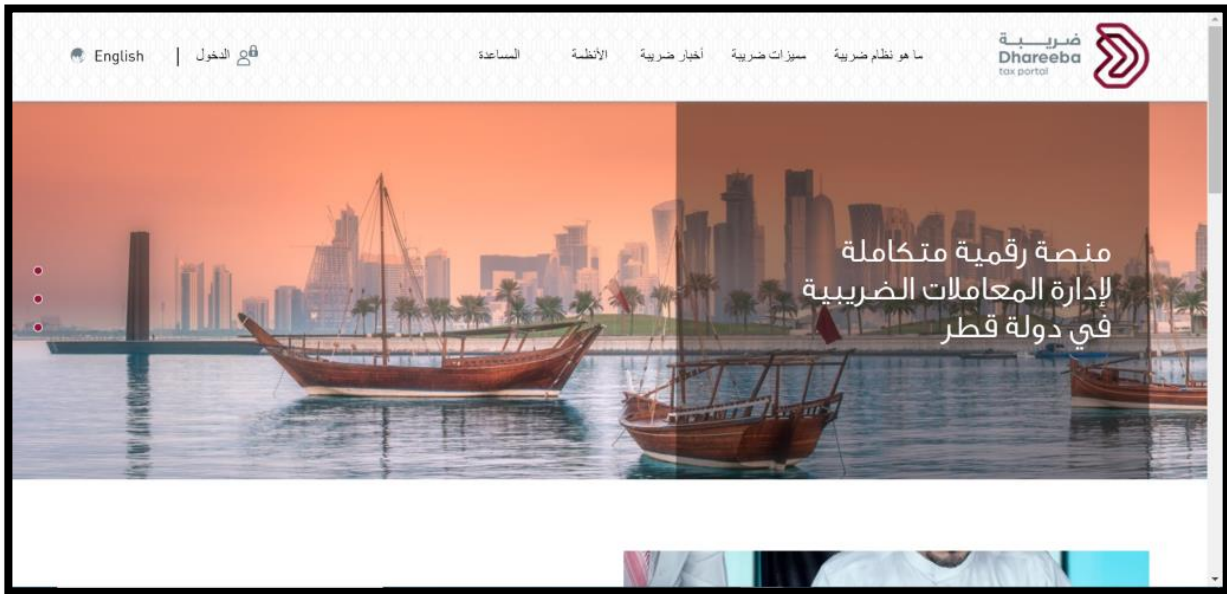 ضريبة
Dhareeba
tax portal
ما هو نظام ضريبة
مميزات ضريبة
أخبار ضريبة
الأنظمة
المساعدة
الدخول
English
منصة رقمية متكاملة
لإدارة المعاملات الضريبية
في دولة قطر